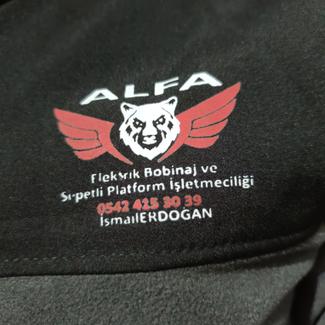 ALFA
Elektrik Bobinaj ve
Sepetli Platform İşletmeciliği
0542 415 30 39
İsmailERDOĞAN